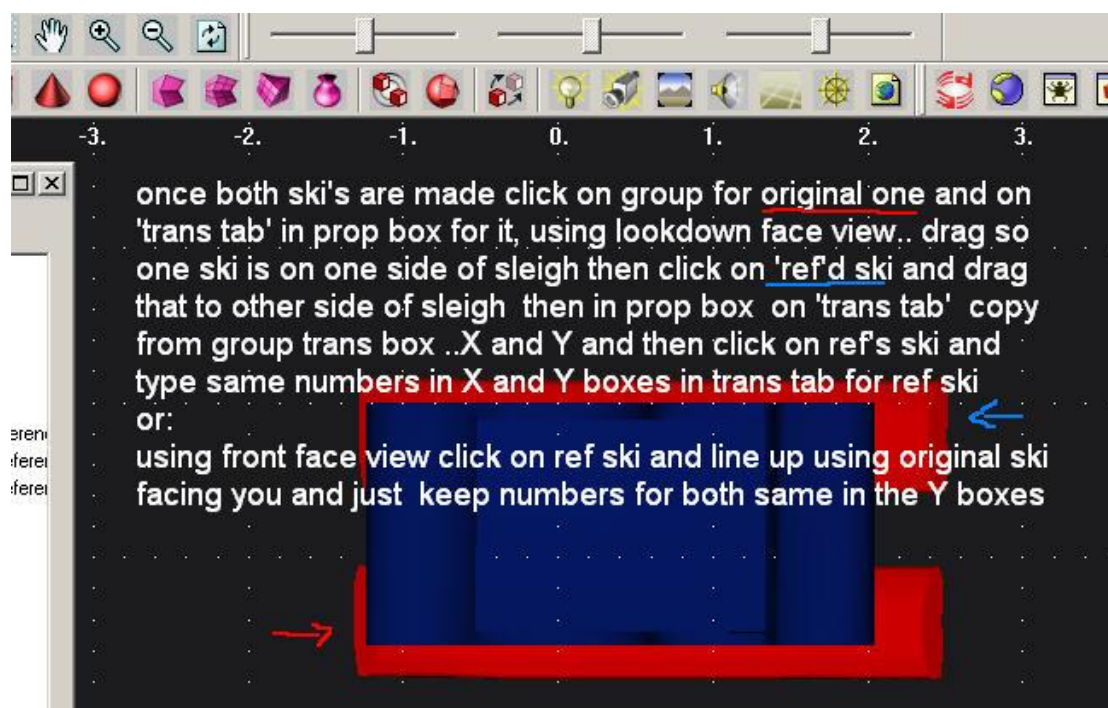 -3. -2. -1. 0. 1. 2. 3.
once both ski's are made click on group for original one and on
'trans tab' in prop box for it, using lookdown face view.. drag so
one ski is on one side of sleigh then click on 'ref'd ski and drag
that to other side of sleigh then in prop box on 'trans tab' copy
from group trans box ..X and Y and then click on ref's ski and
type same numbers in X and Y boxes in trans tab for ref ski
or:
using front face view click on ref ski and line up using original ski
facing you and just keep numbers for both same in the Y boxes